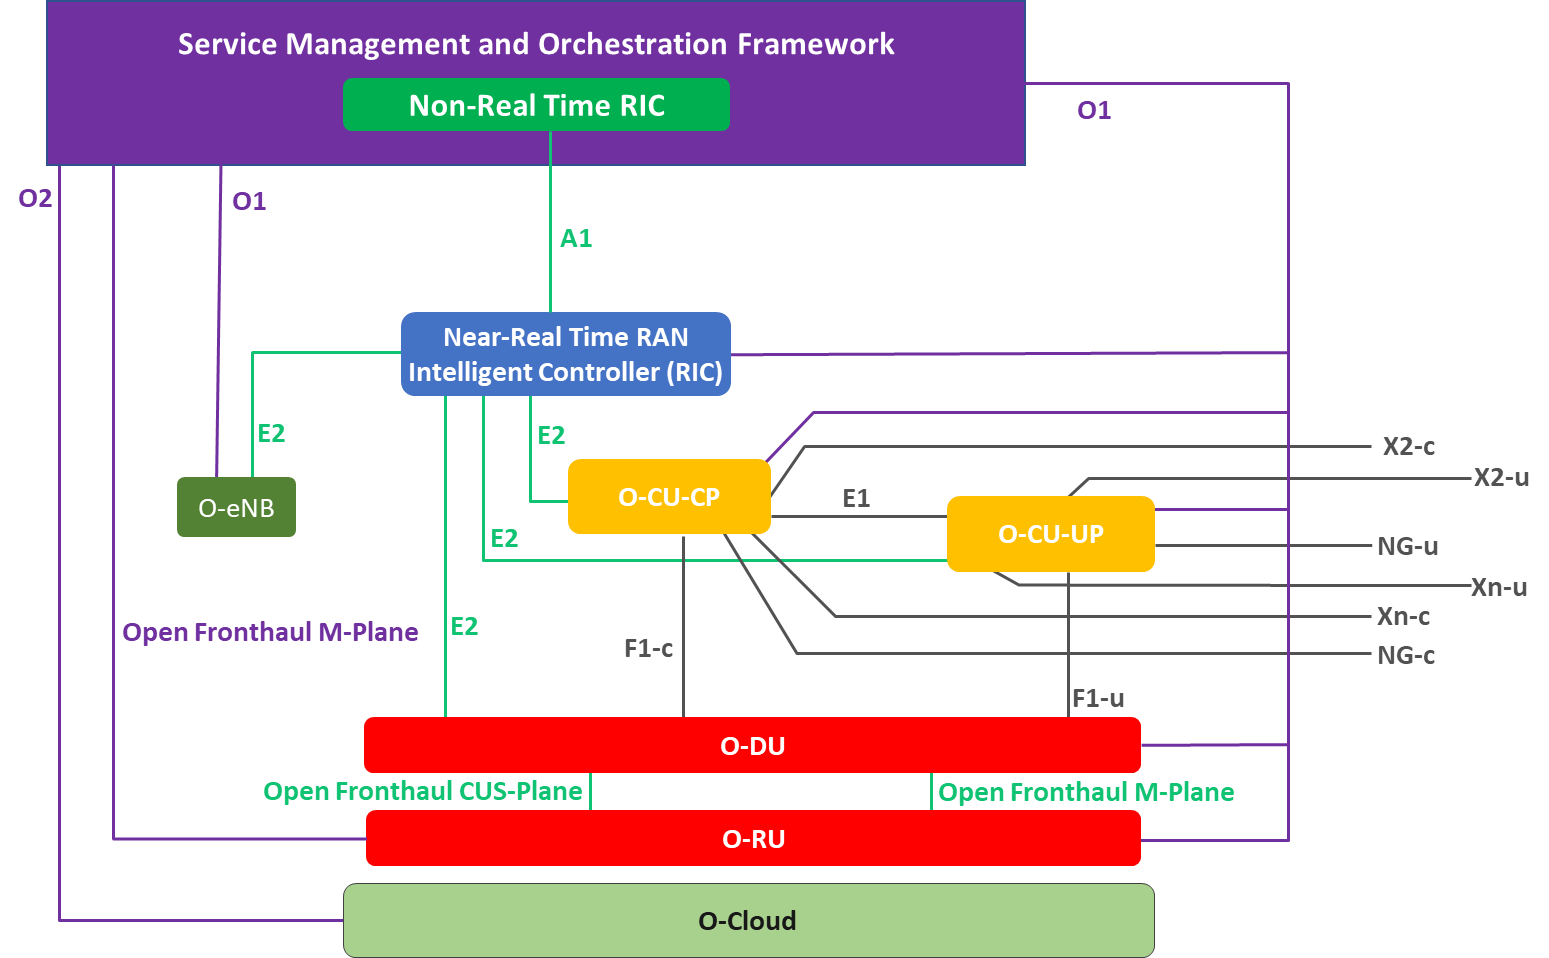 Service Management and Orchestration Framework
Non-Real Time RIC
O1
O2
O1
A1
Near-Real Time RAN
Intelligent Controller (RIC)
E2
E2
X2-c
X2-u
O-CU-CP
E1
O-eNB
O-CU-UP
E2
NG-u
Xn-u
Xn-c
E2
Open Fronthaul M-Plane
F1-c
NG-c
F1-u
O-DU
Open Fronthaul CUS-Plane
Open Fronthaul M-Plane
O-RU
O-Cloud